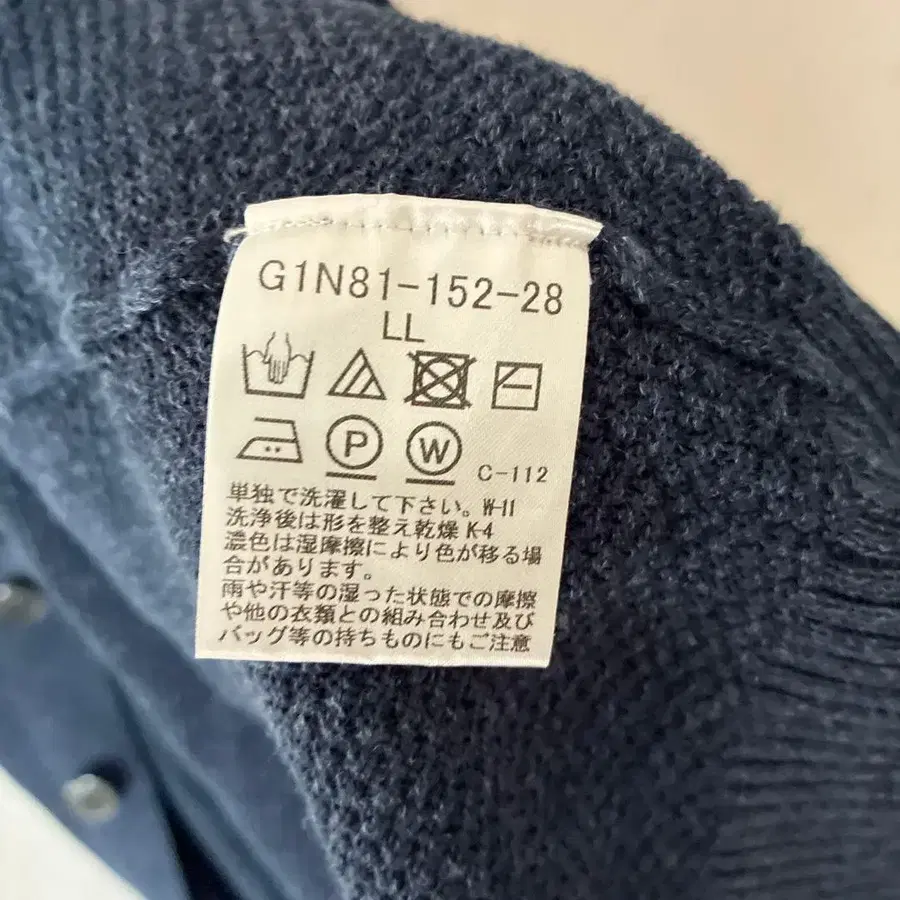 G1N81-152-28
LL
P W C-112
単独で洗濯して下さい。W-11
洗浄後は形を整え乾燥 K-4
濃色は湿摩擦により色が移る場
合があります。
雨や汗等の湿った状態での摩擦
や他の衣類との組み合わせ及び
バッグ等の持ちものにもご注意